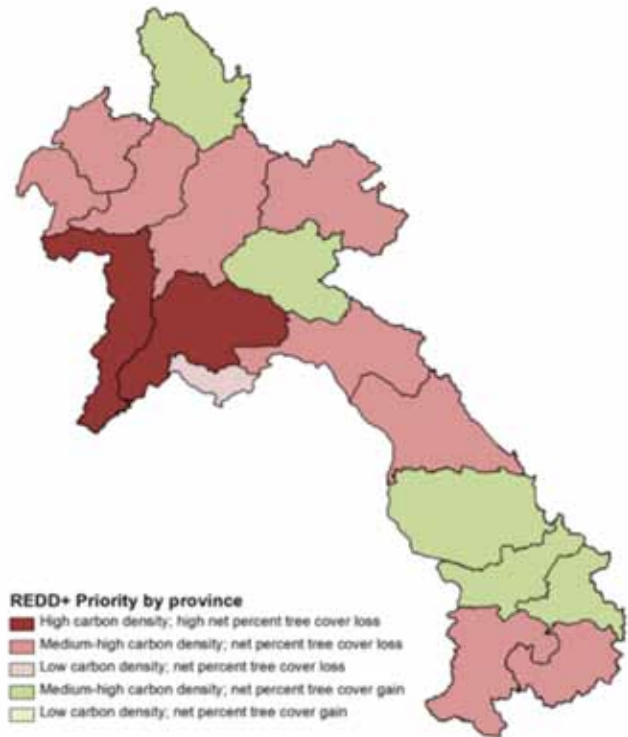 REDD+ Priority by province
High carbon density; high net percent tree cover loss
Medium-high carbon density; net percent tree cover loss
Low carbon density; net percent tree cover loss
Medium-high carbon density; net percent tree cover gain
Low carbon density; net percent tree cover gain